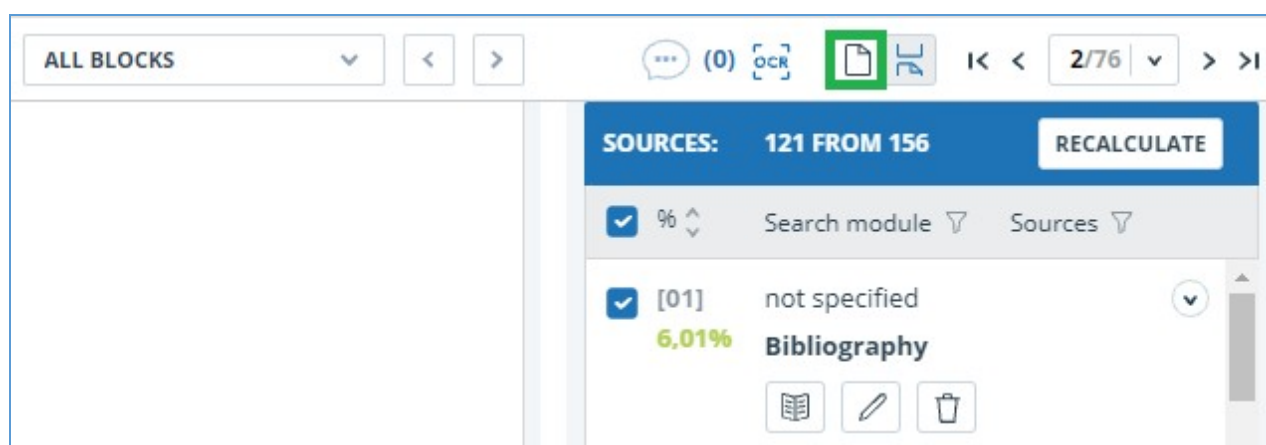 ALL BLOCKS
(0) OCR 2/76
SOURCES: 121 FROM 156 RECALCULATE
% Search module Sources
[01] not specified
6,01% Bibliography